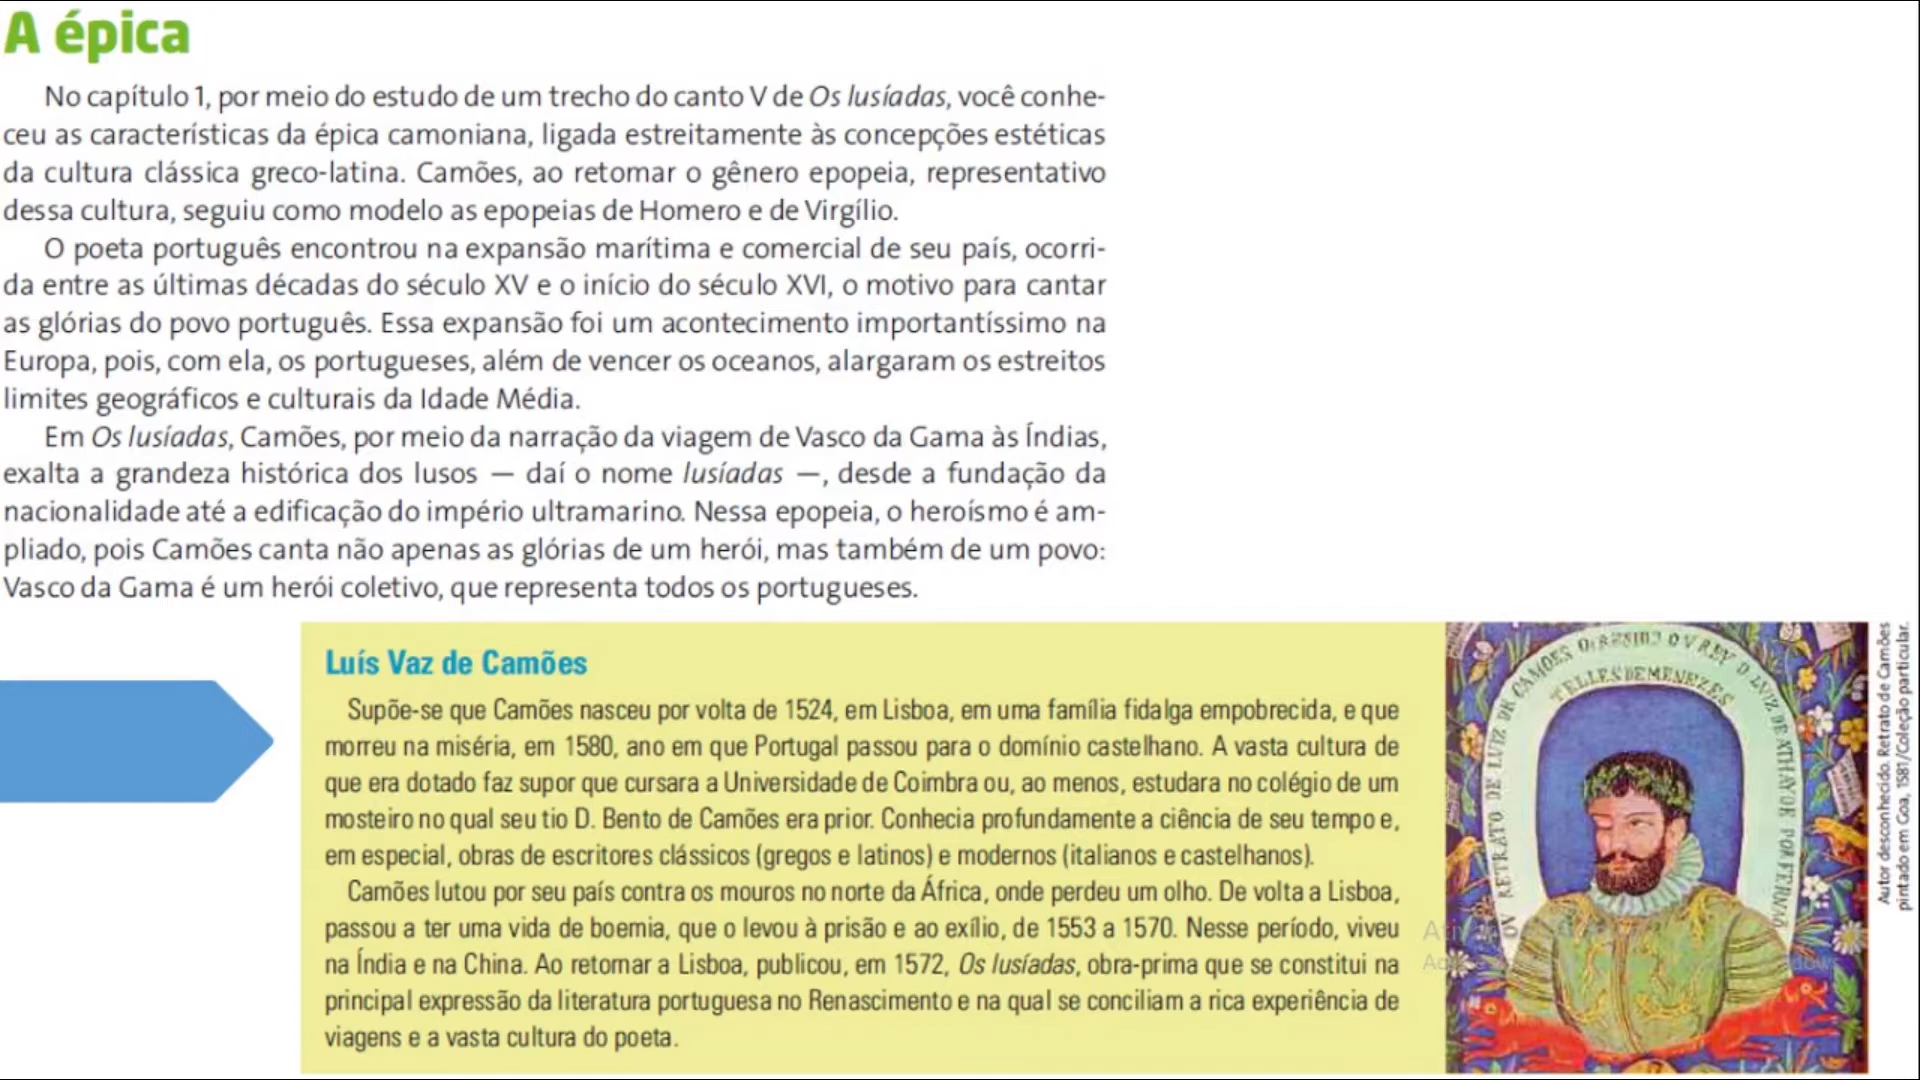 A épica
No capítulo 1, por meio do estudo de um trecho do canto V de Os lusíadas, você conhe-
ceu as características da épica camoniana, ligada estreitamente às concepções estéticas
da cultura clássica greco-latina. Camões, ao retomar o gênero epopeia, representativo
dessa cultura, seguiu como modelo as epopeias de Homero e de Virgílio.
O poeta português encontrou na expansão marítima e comercial de seu país, ocorri-
da entre as últimas décadas do século XV e o início do século XVI, o motivo para cantar
as glórias do povo português. Essa expansão foi um acontecimento importantíssimo na
Europa, pois, com ela, os portugueses, além de vencer os oceanos, alargaram os estreitos
limites geográficos e culturais da Idade Média.
Em Os lusíadas, Camões, por meio da narração da viagem de Vasco da Gama às Índias,
exalta a grandeza histórica dos lusos — daí o nome lusíadas —, desde a fundação da
nacionalidade até a edificação do império ultramarino. Nessa epopeia, o heroísmo é am-
pliado, pois Camões canta não apenas as glórias de um herói, mas também de um povo:
Vasco da Gama é um herói coletivo, que representa todos os portugueses.
Luís Vaz de Camões
Supõe-se que Camões nasceu por volta de 1524, em Lisboa, em uma família fidalga empobrecida, e que
morreu na miséria, em 1580, ano em que Portugal passou para o domínio castelhano. A vasta cultura de
que era dotado faz supor que cursara a Universidade de Coimbra ou, ao menos, estudara no colégio de um
mosteiro no qual seu tio D. Bento de Camões era prior. Conhecia profundamente a ciência de seu tempo e,
em especial, obras de escritores clássicos (gregos e latinos) e modernos (italianos e castelhanos).
Camões lutou por seu país contra os mouros no norte da África, onde perdeu um olho. De volta a Lisboa,
passou a ter uma vida de boemia, que o levou à prisão e ao exílio, de 1553 a 1570. Nesse período, viveu
na Índia e na China. Ao retornar a Lisboa, publicou, em 1572, Os lusíadas, obra-prima que se constitui na
principal expressão da literatura portuguesa no Renascimento e na qual se conciliam a rica experiência de
viagens e a vasta cultura do poeta.
RETRATO DE LUIZ DE CAMOES
TELLES DE MENEZES
Autor desconhecido. Retrato de Camões
pintado em Goa, 1581/Coleção particular.